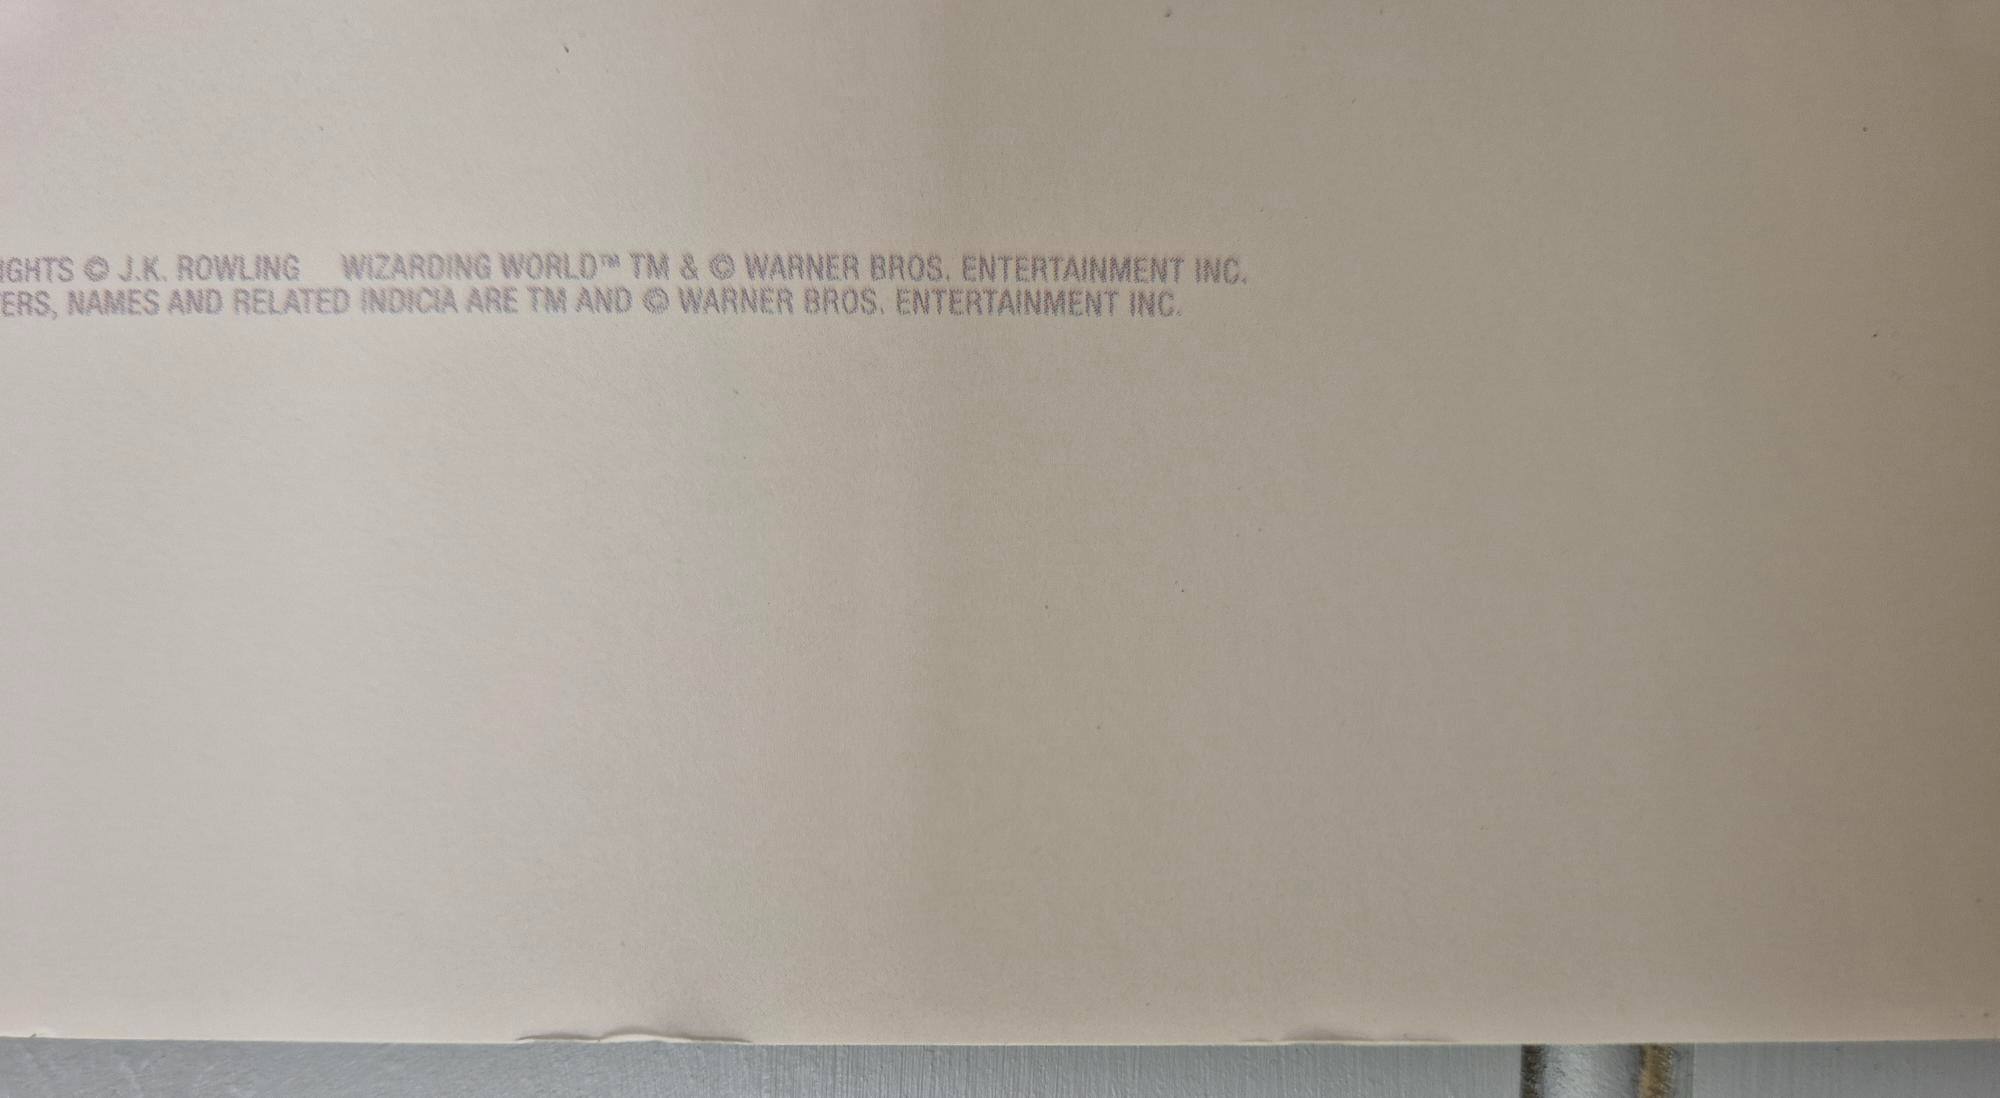 IGHTS © J.K. ROWLING WIZARDING WORLD™ TM & © WARNER BROS. ENTERTAINMENT INC.
ERS, NAMES AND RELATED INDICIA ARE TM AND © WARNER BROS. ENTERTAINMENT INC.